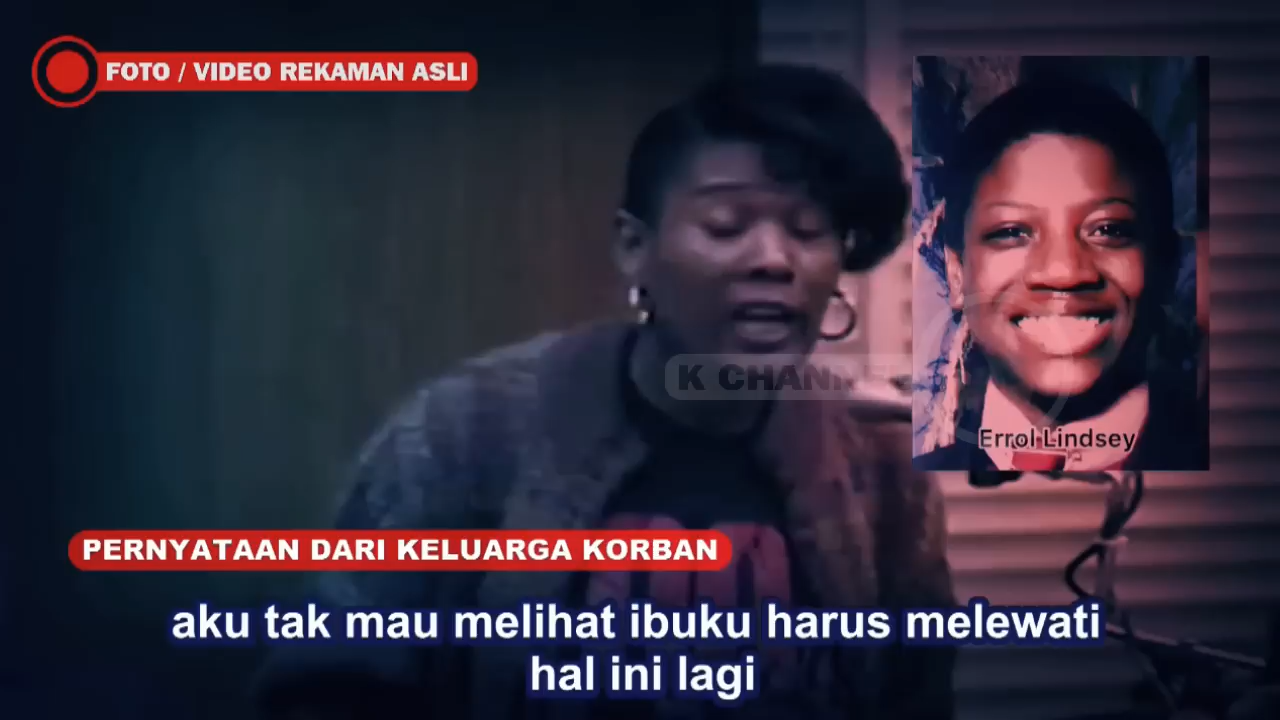 FOTO / VIDEO REKAMAN ASLI
K CHANNEL
Errol Lindsey
PERNYATAAN DARI KELUARGA KORBAN
aku tak mau melihat ibuku harus melewati
hal ini lagi